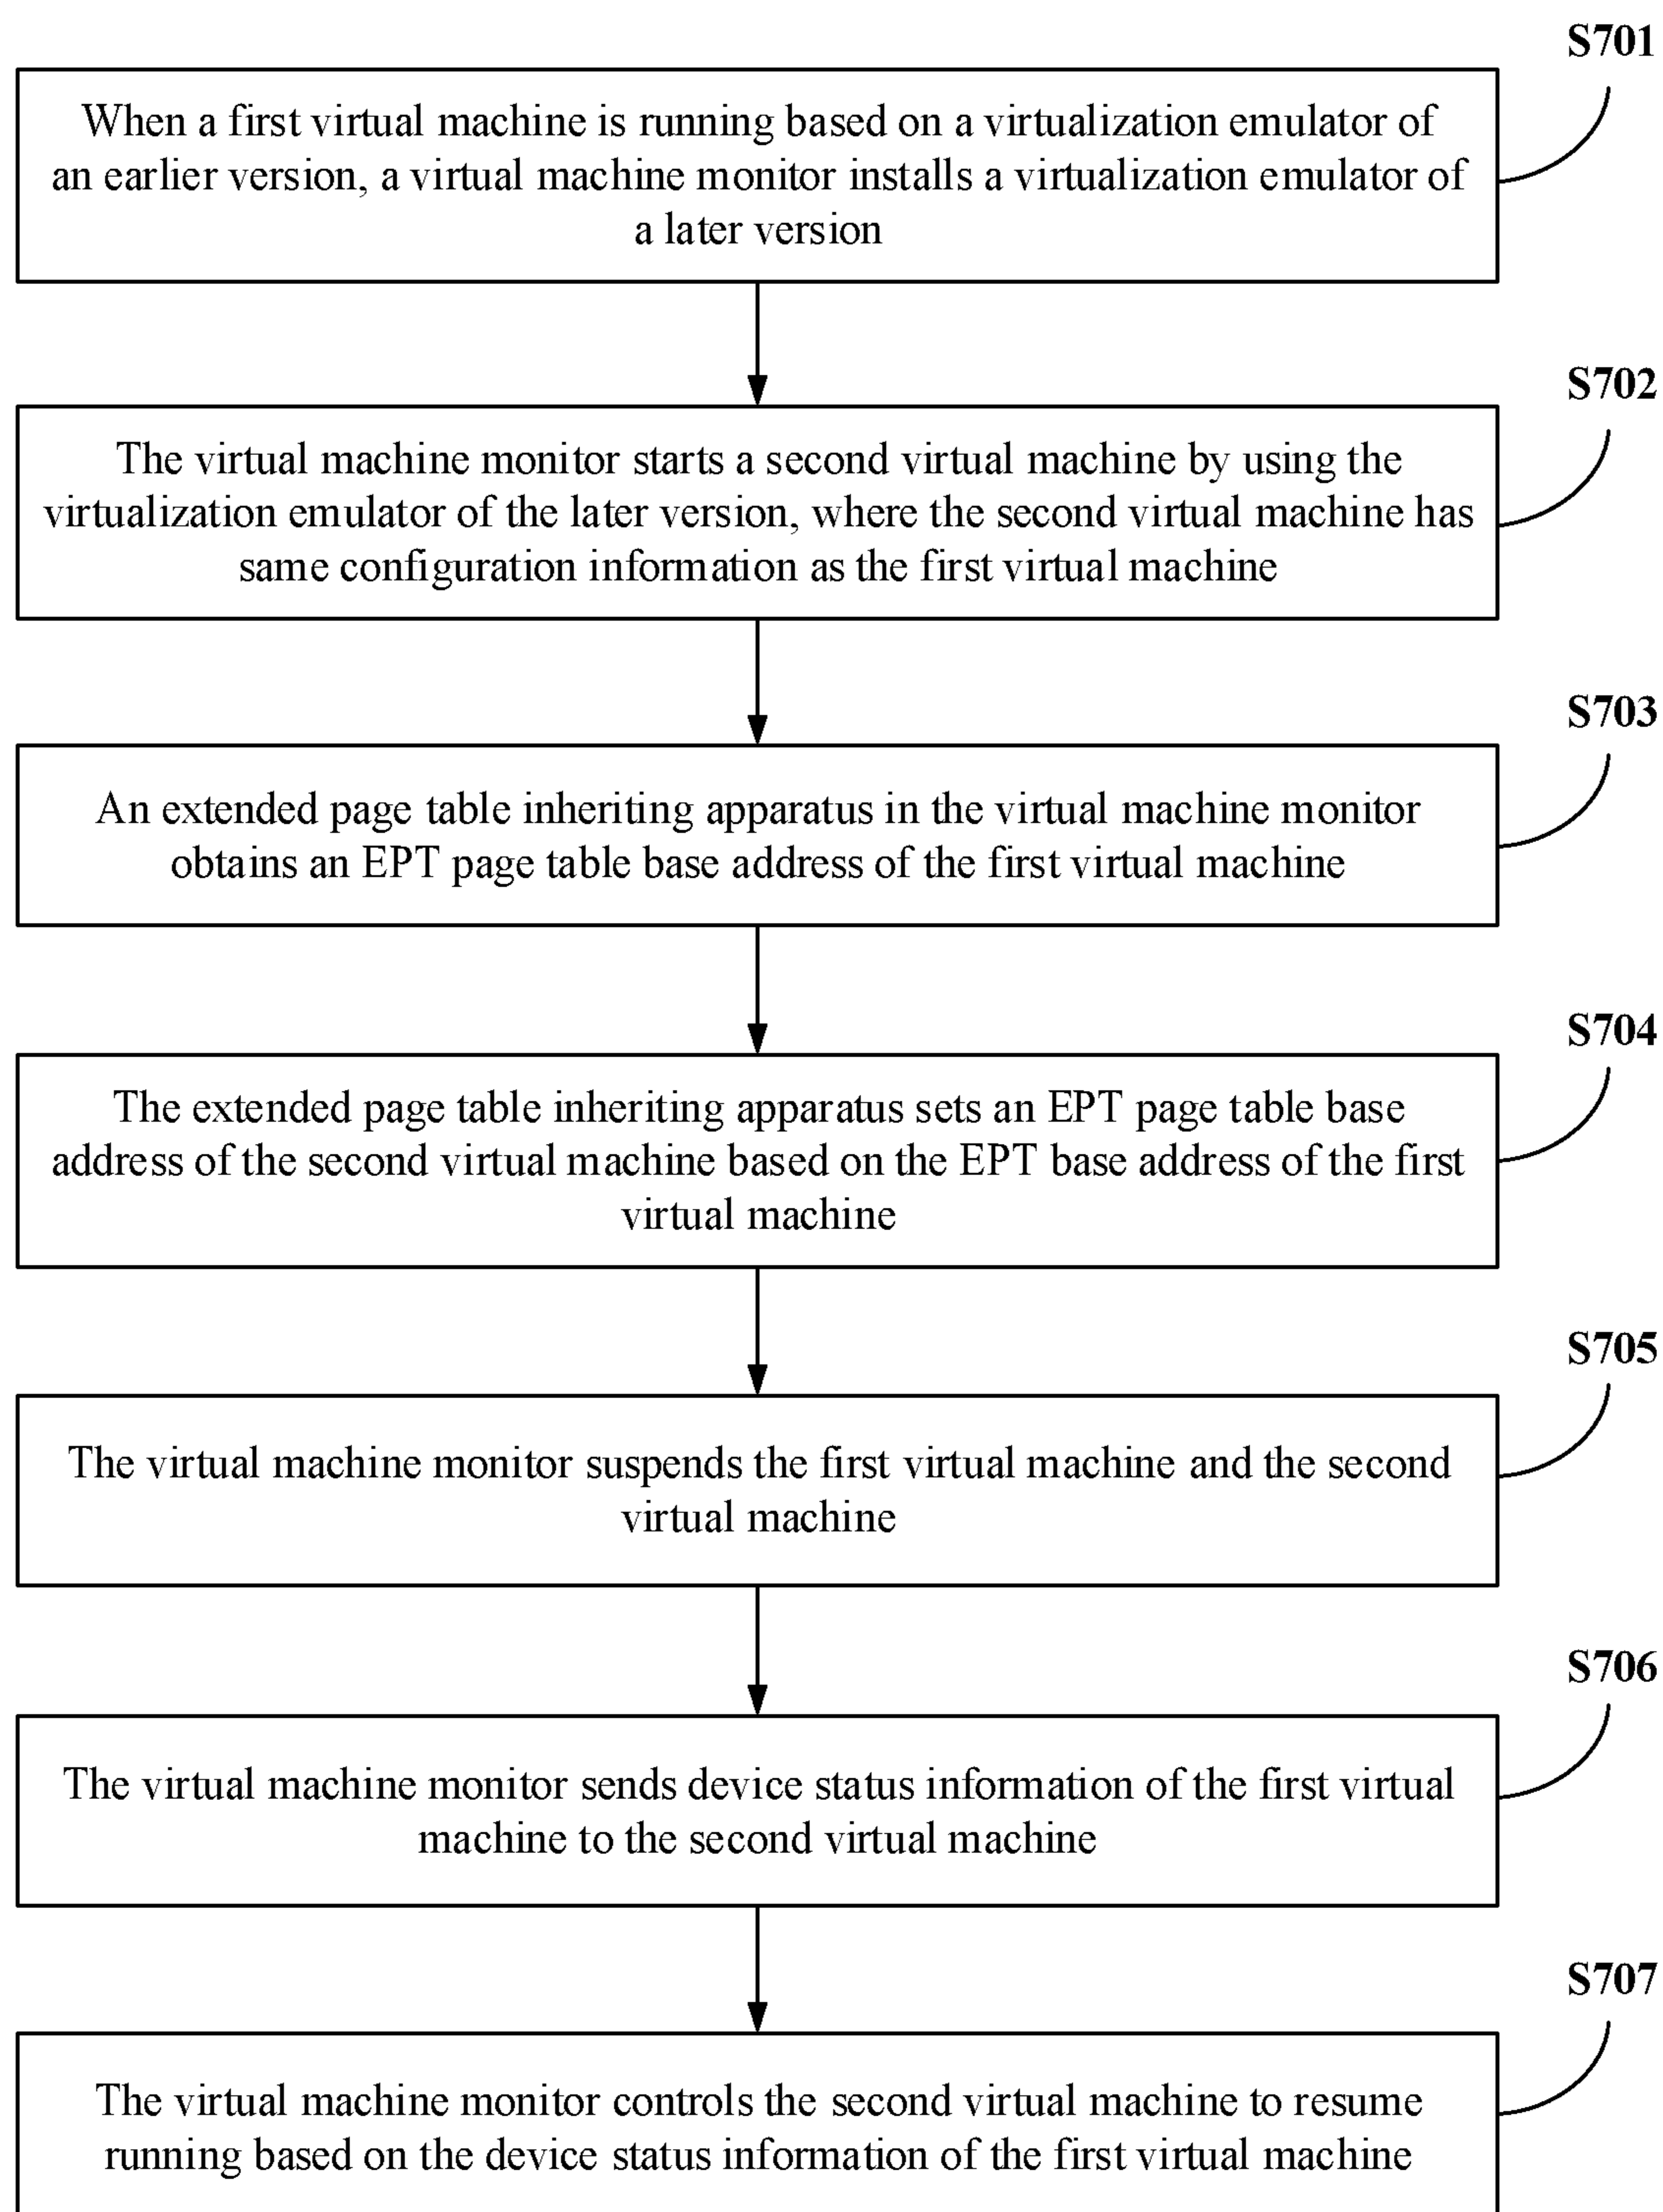 S701
When a first virtual machine is running based on a virtualization emulator of
an earlier version, a virtual machine monitor installs a virtualization emulator of
a later version
S702
The virtual machine monitor starts a second virtual machine by using the
virtualization emulator of the later version, where the second virtual machine has
same configuration information as the first virtual machine
S703
An extended page table inheriting apparatus in the virtual machine monitor
obtains an EPT page table base address of the first virtual machine
S704
The extended page table inheriting apparatus sets an EPT page table base
address of the second virtual machine based on the EPT base address of the first
virtual machine
S705
The virtual machine monitor suspends the first virtual machine and the second
virtual machine
S706
The virtual machine monitor sends device status information of the first virtual
machine to the second virtual machine
S707
The virtual machine monitor controls the second virtual machine to resume
running based on the device status information of the first virtual machine